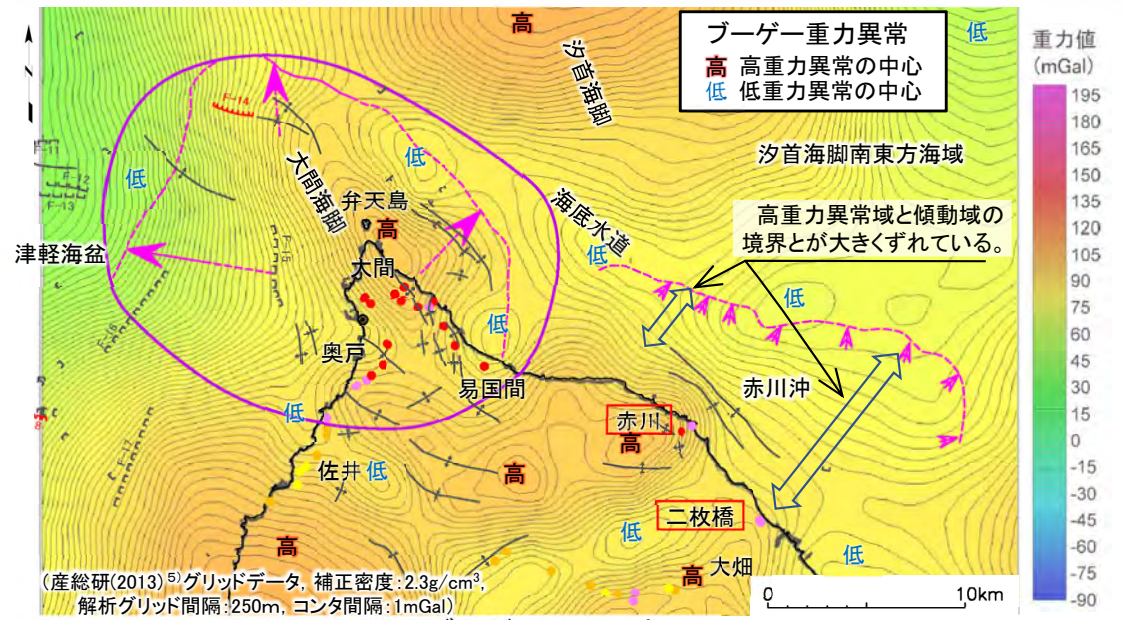 ブーゲー重力異常
高 高重力異常の中心
低 低重力異常の中心
重力値
(mGal)
195
180
165
150
135
120
105
90
75
60
45
30
15
0
-15
-30
-45
-60
-75
-90
高
低
汐首海脚
汐首海脚南東方海域
F-14
F-11
F-12
F-13
低
低
大間海脚
弁天島
高
海底水道
高重力異常域と傾動域の
境界とが大きくずれている。
津軽海盆
F-15
大間
低
低
低
F-16
奥戸
易国間
赤川沖
低
赤川
高
8
F-17
佐井
低
高
二枚橋
低
高
低
高
大畑
(産総研(2013)5)グリッドデータ, 補正密度:2.3g/cm3,
解析グリッド間隔:250m, コンタ間隔:1mGal)
0
10km